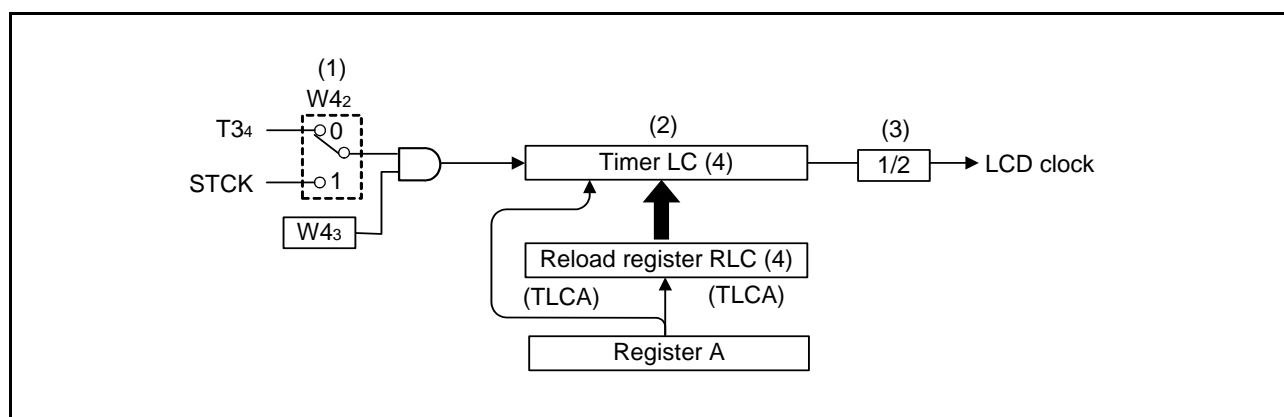 (1)
W42
T34
0
(2)
(3)
Timer LC (4)
1/2
LCD clock
STCK
1
W43
Reload register RLC (4)
(TLCA)
(TLCA)
Register A